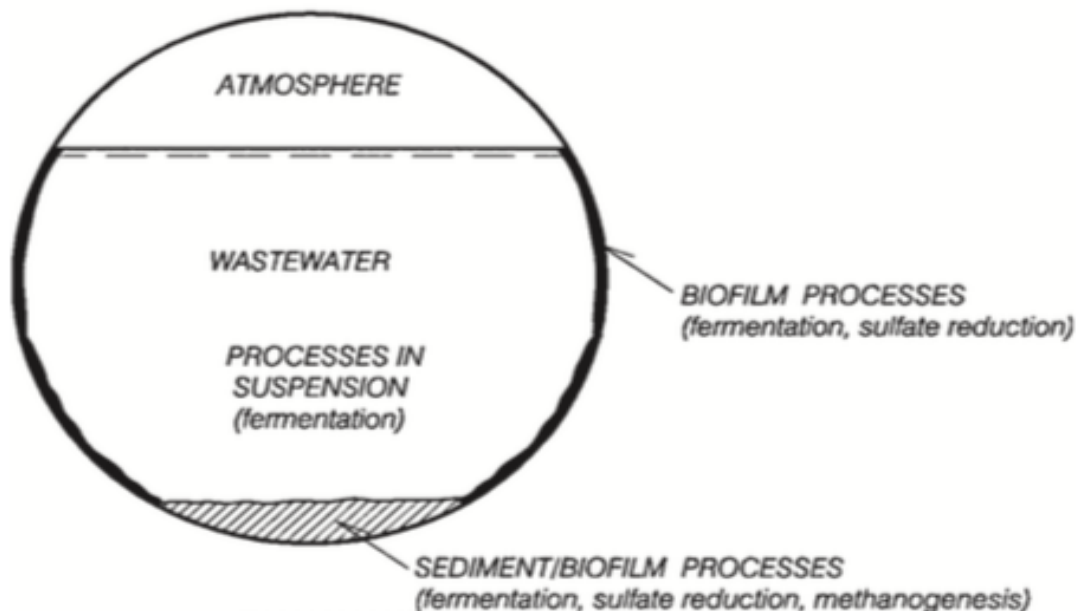 ATMOSPHERE
WASTEWATER
BIOFILM PROCESSES
(fermentation, sulfate reduction)
PROCESSES IN
SUSPENSION
(fermentation)
SEDIMENT/BIOFILM PROCESSES
(fermentation, sulfate reduction, methanogenesis)